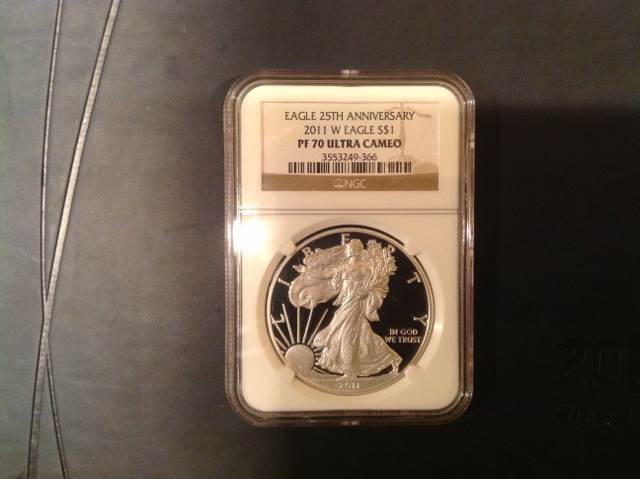 EAGLE 25TH ANNIVERSARY
2011 W EAGLE S$1
PF 70 ULTRA CAMEO
3553249-366
NGC
LIBERTY
IN GOD
WE TRUST
2011